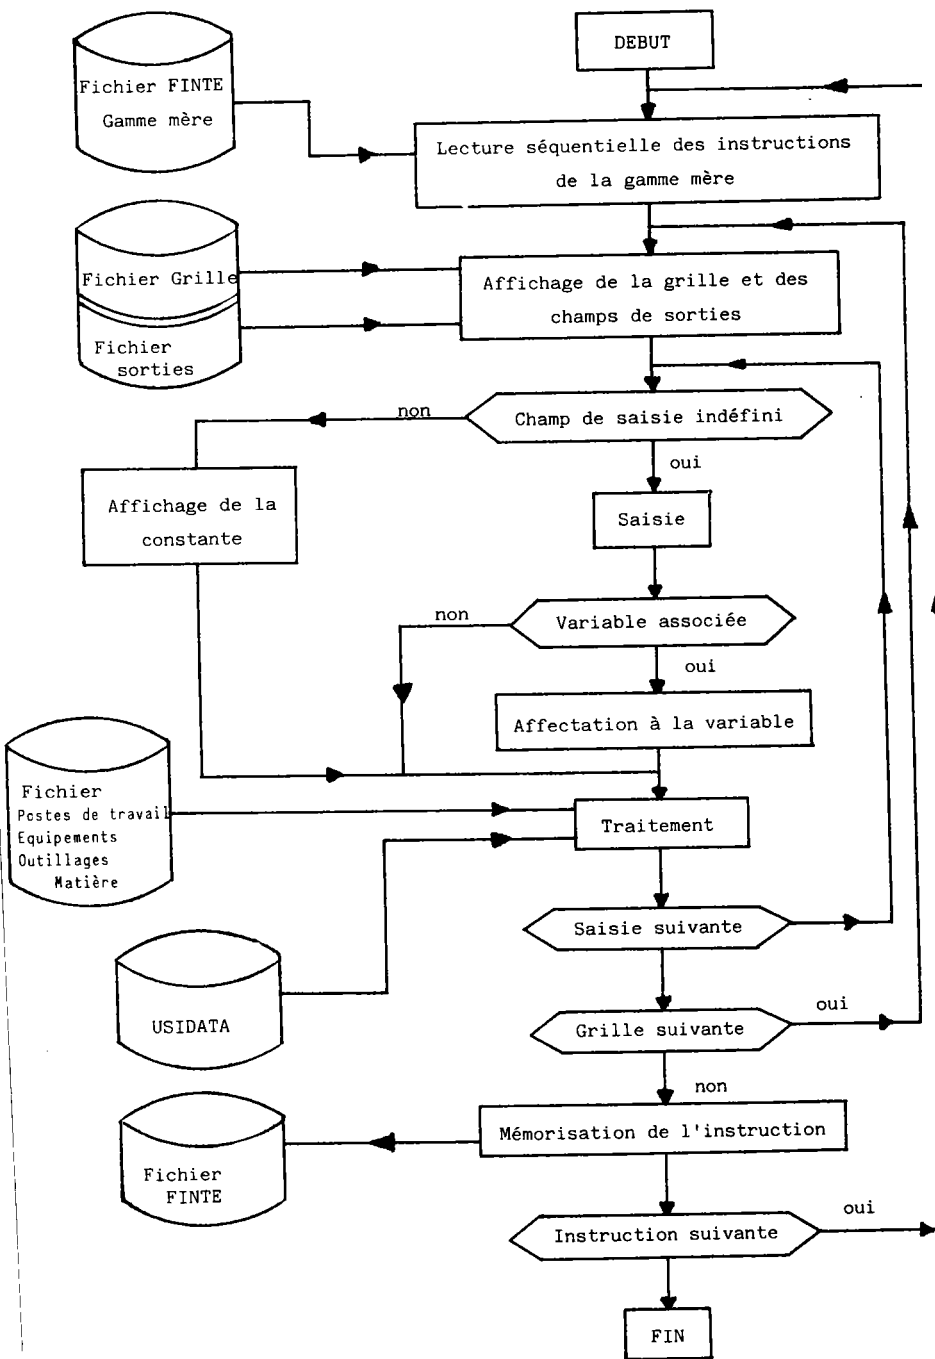 DEBUT
Fichier FINTE
Gamme mère
Lecture séquentielle des instructions
de la gamme mère
Fichier Grille
Fichier
sorties
Affichage de la grille et des
champs de sorties
non
Champ de saisie indéfini
oui
Affichage de la
constante
Saisie
non
Variable associée
oui
Affectation à la variable
Fichier
Postes de travail
Equipements
Outillages
Matière
Traitement
Saisie suivante
USIDATA
Grille suivante
oui
non
Mémorisation de l'instruction
Fichier
FINTE
Instruction suivante
oui
FIN